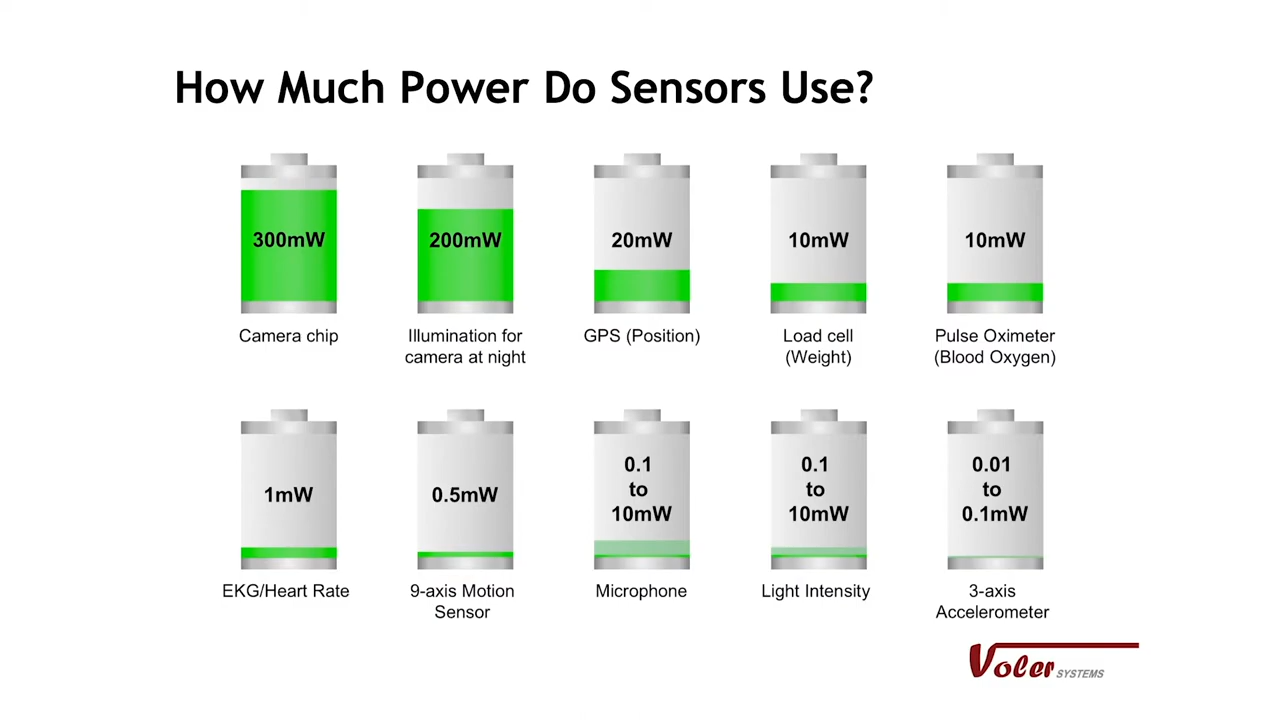 How Much Power Do Sensors Use?
300mW
200mW
20mW
10mW
10mW
Camera chip
Illumination for
camera at night
GPS (Position)
Load cell
(Weight)
Pulse Oximeter
(Blood Oxygen)
1mW
0.5mW
0.1
to
10mW
0.1
to
10mW
0.01
to
0.1mW
EKG/Heart Rate
9-axis Motion
Sensor
Microphone
Light Intensity
3-axis
Accelerometer
Voler SYSTEMS